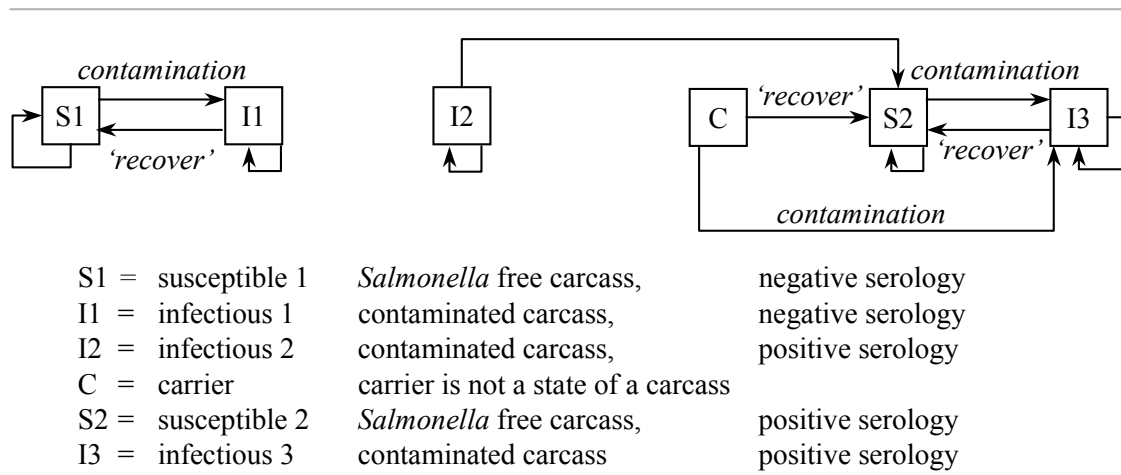 contamination
S1
I1
'recover'
I2
C
'recover'
S2
contamination
I3
'recover'
contamination
S1 = susceptible 1 Salmonella free carcass, negative serology
I1 = infectious 1 contaminated carcass, negative serology
I2 = infectious 2 contaminated carcass, positive serology
C = carrier carrier is not a state of a carcass
S2 = susceptible 2 Salmonella free carcass, positive serology
I3 = infectious 3 contaminated carcass positive serology